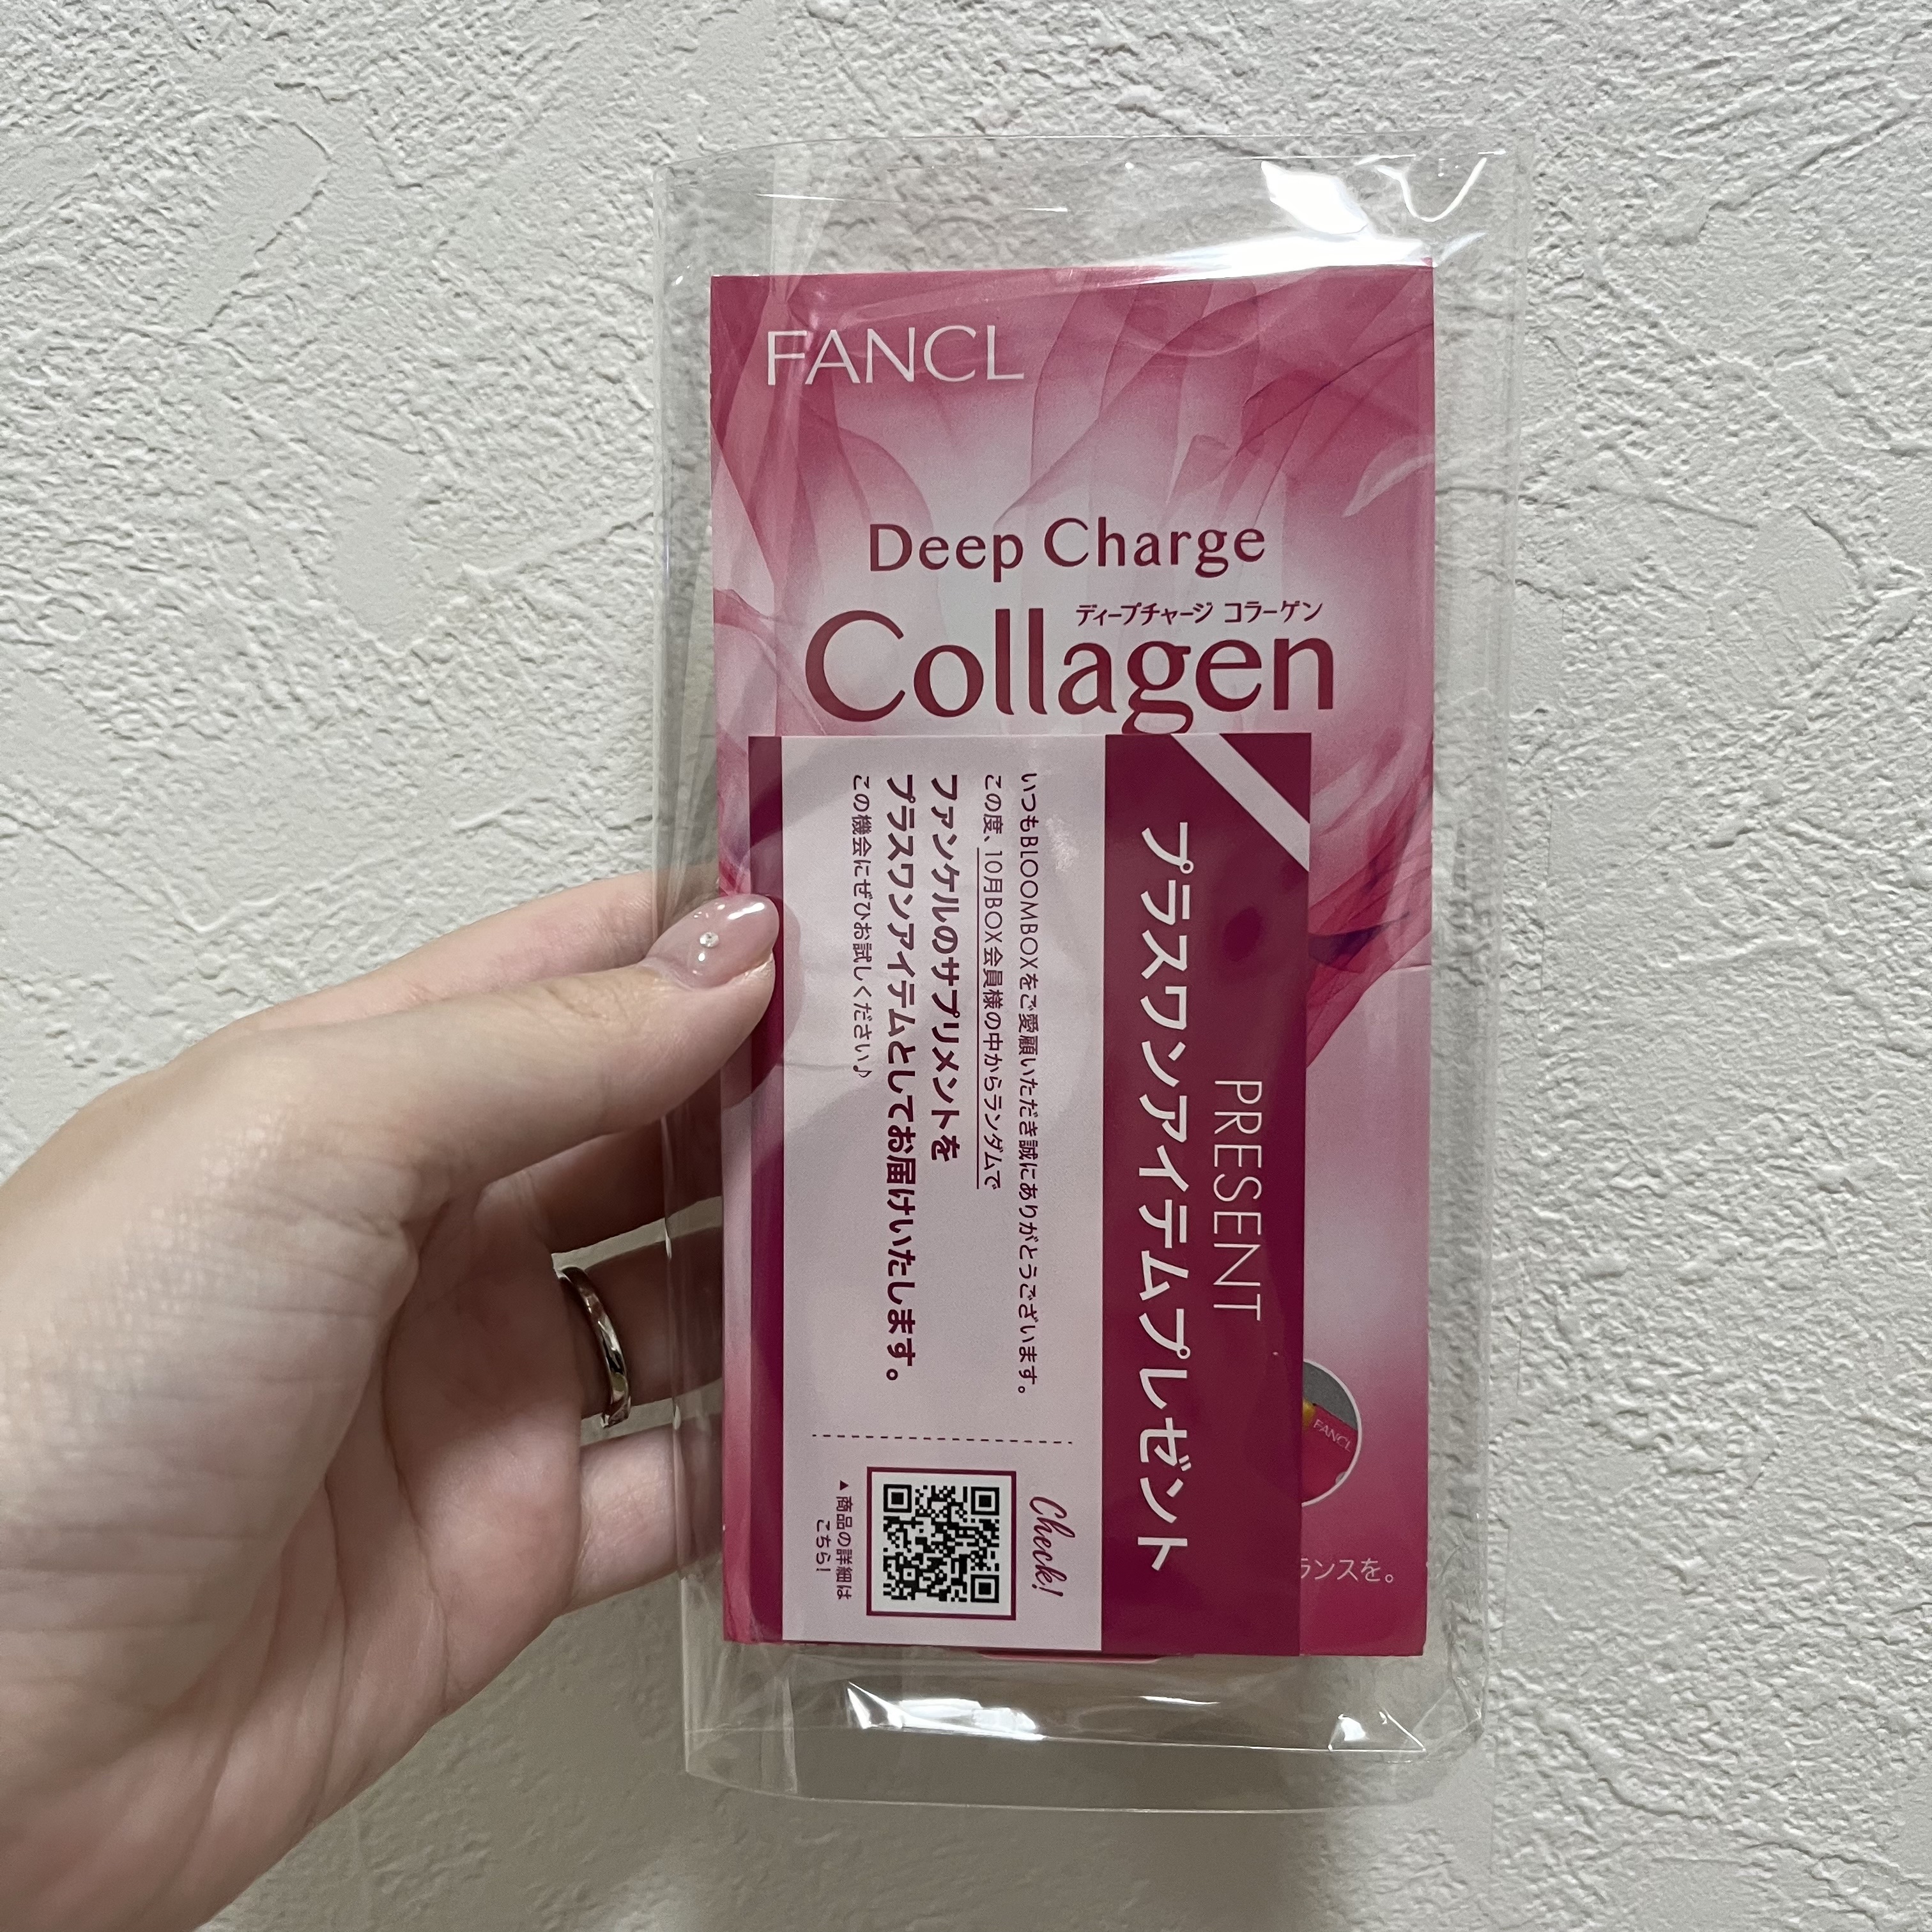 FANCL
Deep Charge
ディープチャージ コラーゲン
Collagen
PRESENT
プラスワンアイテムプレゼント
いつもBLOOMBOXをご愛顧いただき誠にありがとうございます。
この度、10月BOX会員様の中からランダムで
ファンケルのサプリメントを
プラスワンアイテムとしてお届けいたします。
この機会にぜひお試しください♪
Check!
▲商品の詳細は
こちら!
FANCL
ランスを。